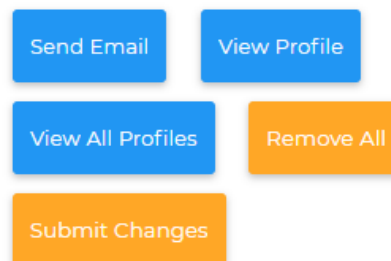 Send Email View Profile
View All Profiles Remove All
Submit Changes